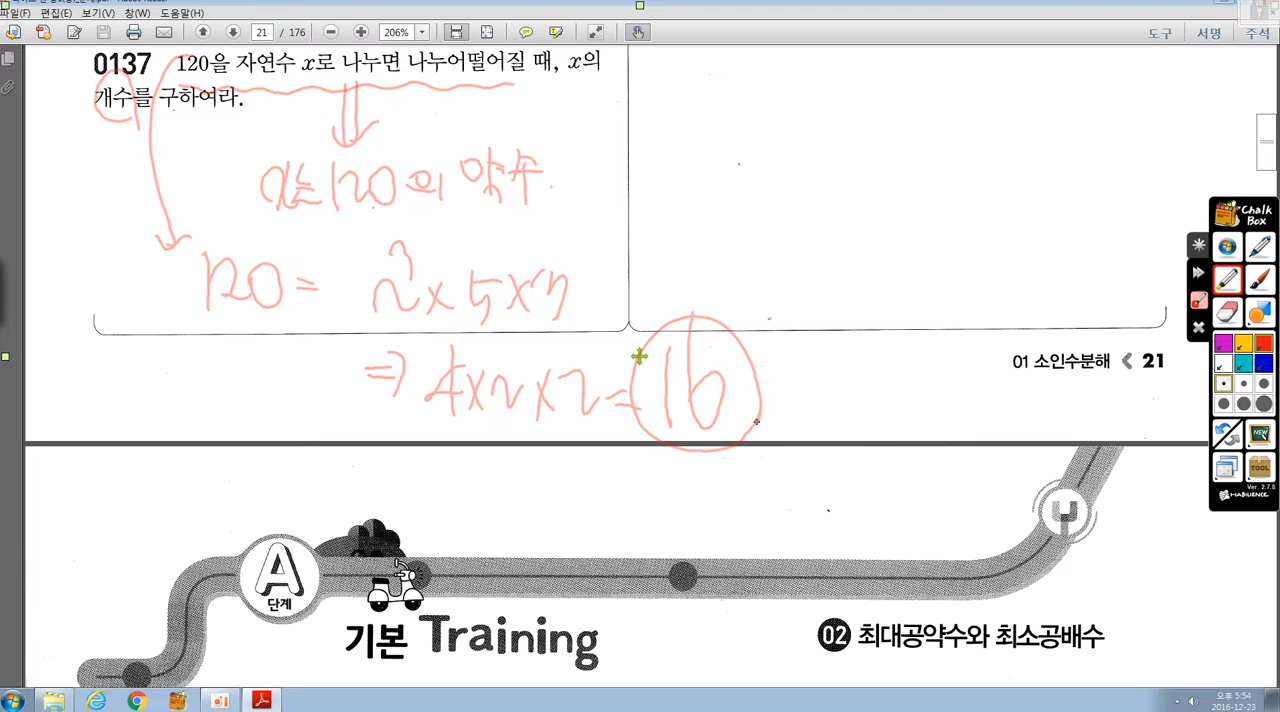 파일(F) 편집(E) 보기(V) 창(W) 도움말(H)
21 / 176 206% 도구 서명 주석
0137 120을 자연수 x로 나누면 나누어떨어질 때, x의
개수를 구하여라.
x는 120의 약수.
120 = 2³×5×3
⇒ 4×2×2=16
01 소인수분해 21
Chalk
Box
NEW
TOOL
Ver. 2.7.8
HABILIENCE
A
단계
기본 Training
02 최대공약수와 최소공배수
오후 5:54
2016-12-23